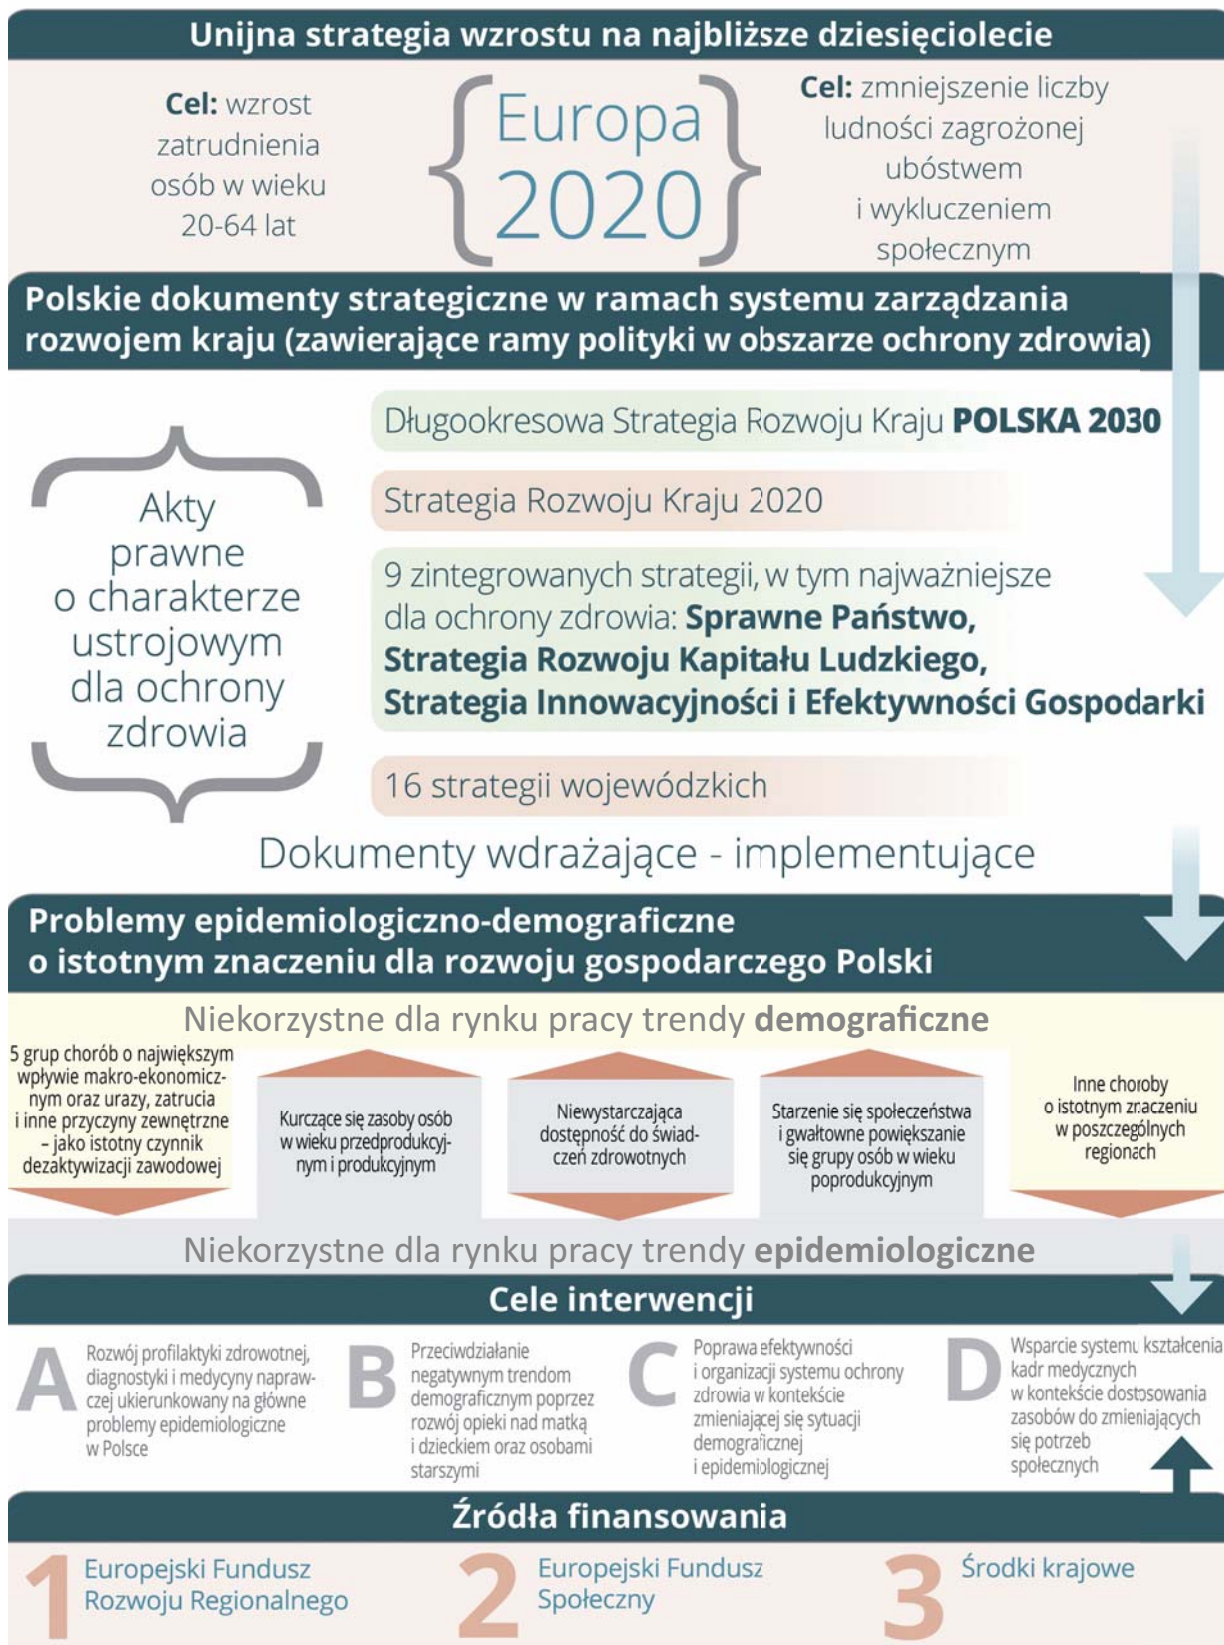 Unijna strategia wzrostu na najbliższe dziesięciolecie
Cel: wzrost
zatrudnienia
osób w wieku
20-64 lat
Europa
2020
Cel: zmniejszenie liczby
ludności zagrożonej
ubóstwem
i wykluczeniem
społecznym
Polskie dokumenty strategiczne w ramach systemu zarządzania
rozwojem kraju (zawierające ramy polityki w obszarze ochrony zdrowia)
Akty
prawne
o charakterze
ustrojowym
dla ochrony
zdrowia
Długookresowa Strategia Rozwoju Kraju POLSKA 2030
Strategia Rozwoju Kraju 2020
9 zintegrowanych strategii, w tym najważniejsze
dla ochrony zdrowia: Sprawne Państwo,
Strategia Rozwoju Kapitału Ludzkiego,
Strategia Innowacyjności i Efektywności Gospodarki
16 strategii wojewódzkich
Dokumenty wdrażające - implementujące
Problemy epidemiologiczno-demograficzne
o istotnym znaczeniu dla rozwoju gospodarczego Polski
Niekorzystne dla rynku pracy trendy demograficzne
5 grup chorób o największym
wpływie makro-ekonomicz-
nym oraz urazy, zatrucia
i inne przyczyny zewnętrzne
– jako istotny czynnik
dezaktywizacji zawodowej
Kurczące się zasoby osób
w wieku przedprodukcyj-
nym i produkcyjnym
Niewystarczająca
dostępność do świad-
czeń zdrowotnych
Starzenie się społeczeństwa
i gwałtowne powiększanie
się grupy osób w wieku
poprodukcyjnym
Inne choroby
o istotnym znaczeniu
w poszczególnych
regionach
Niekorzystne dla rynku pracy trendy epidemiologiczne
Cele interwencji
A
Rozwój profilaktyki zdrowotnej,
diagnostyki i medycyny napraw-
czej ukierunkowany na główne
problemy epidemiologiczne
w Polsce
B
Przeciwdziałanie
negatywnym trendom
demograficznym poprzez
rozwój opieki nad matką
i dzieckiem oraz osobami
starszymi
C
Poprawa efektywności
i organizacji systemu ochrony
zdrowia w kontekście
zmieniającej się sytuacji
demograficznej
i epidemiologicznej
D
Wsparcie systemu kształcenia
kadr medycznych
w kontekście dostosowania
zasobów do zmieniających
się potrzeb
społecznych
Źródła finansowania
1
Europejski Fundusz
Rozwoju Regionalnego
2
Europejski Fundusz
Społeczny
3
Środki krajowe